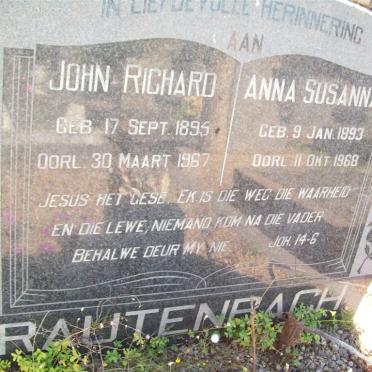 IN LIEFDEVOLLE HERINNERING
AAN
JOHN RICHARD
GEB. 17 SEPT. 1895
OORL. 30 MAART 1967
ANNA SUSANNA
GEB. 9 JAN. 1893
OORL. 11 OKT. 1968
JESUS HET GESÊ, EK IS DIE WEG DIE WAARHEID
EN DIE LEWE, NIEMAND KOM NA DIE VADER
BEHALWE DEUR MY NIE. JOH. 14-6
RAUTENBACH